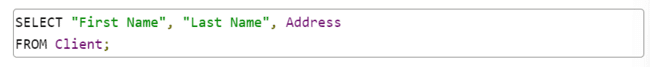 SELECT "First Name", "Last Name", Address
FROM Client;